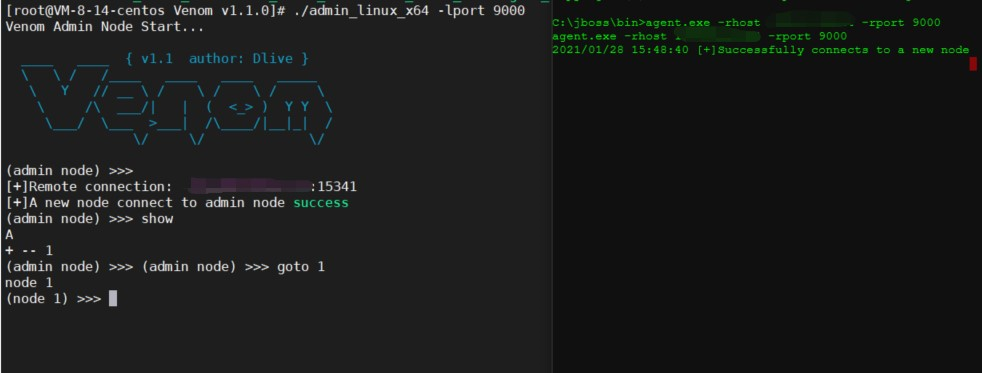 [root@VM-8-14-centos Venom v1.1.0]# ./admin_linux_x64 -lport 9000
Venom Admin Node Start...
{ v1.1 author: Dlive }
(admin node) >>>
[+]Remote connection: :15341
[+]A new node connect to admin node success
(admin node) >>> show
A
+ -- 1
(admin node) >>> (admin node) >>> goto 1
node 1
(node 1) >>>
C:\jboss\bin>agent.exe -rhost -rport 9000
agent.exe -rhost -rport 9000
2021/01/28 15:48:40 [+]Successfully connects to a new node